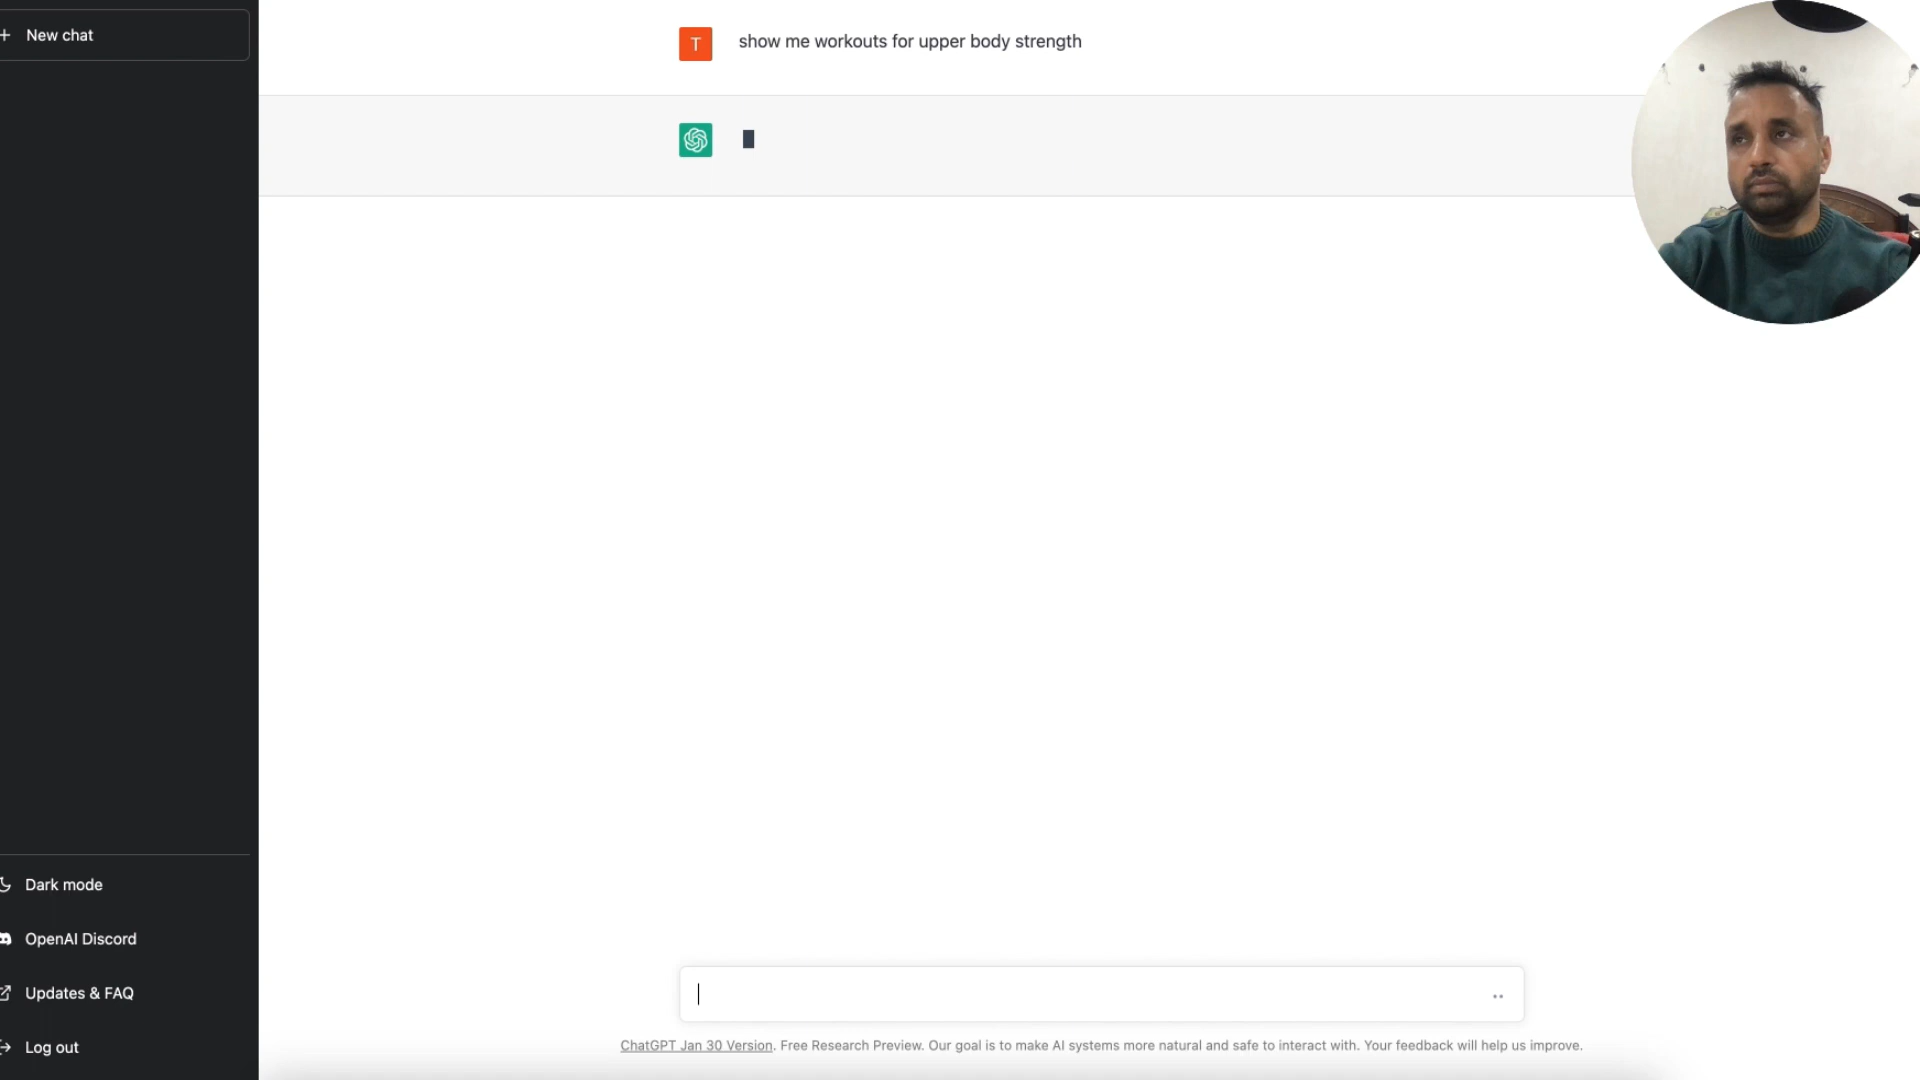 New chat
T
show me workouts for upper body strength
Dark mode
OpenAI Discord
Updates & FAQ
Log out
ChatGPT Jan 30 Version. Free Research Preview. Our goal is to make AI systems more natural and safe to interact with. Your feedback will help us improve.